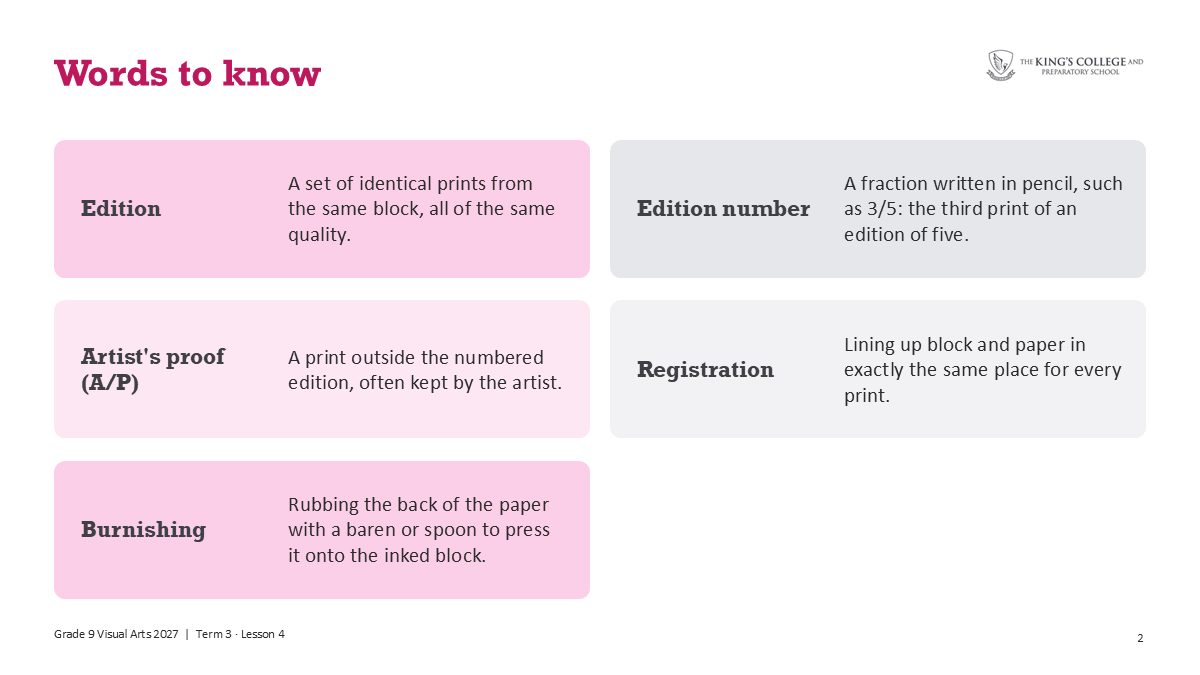 Words to know
THE KING'S COLLEGE AND
PREPARATORY SCHOOL
Edition
A set of identical prints from
the same block, all of the same
quality.
Edition number
A fraction written in pencil, such
as 3/5: the third print of an
edition of five.
Artist's proof
(A/P)
A print outside the numbered
edition, often kept by the artist.
Registration
Lining up block and paper in
exactly the same place for every
print.
Burnishing
Rubbing the back of the paper
with a baren or spoon to press
it onto the inked block.
Grade 9 Visual Arts 2027 | Term 3 · Lesson 4
2